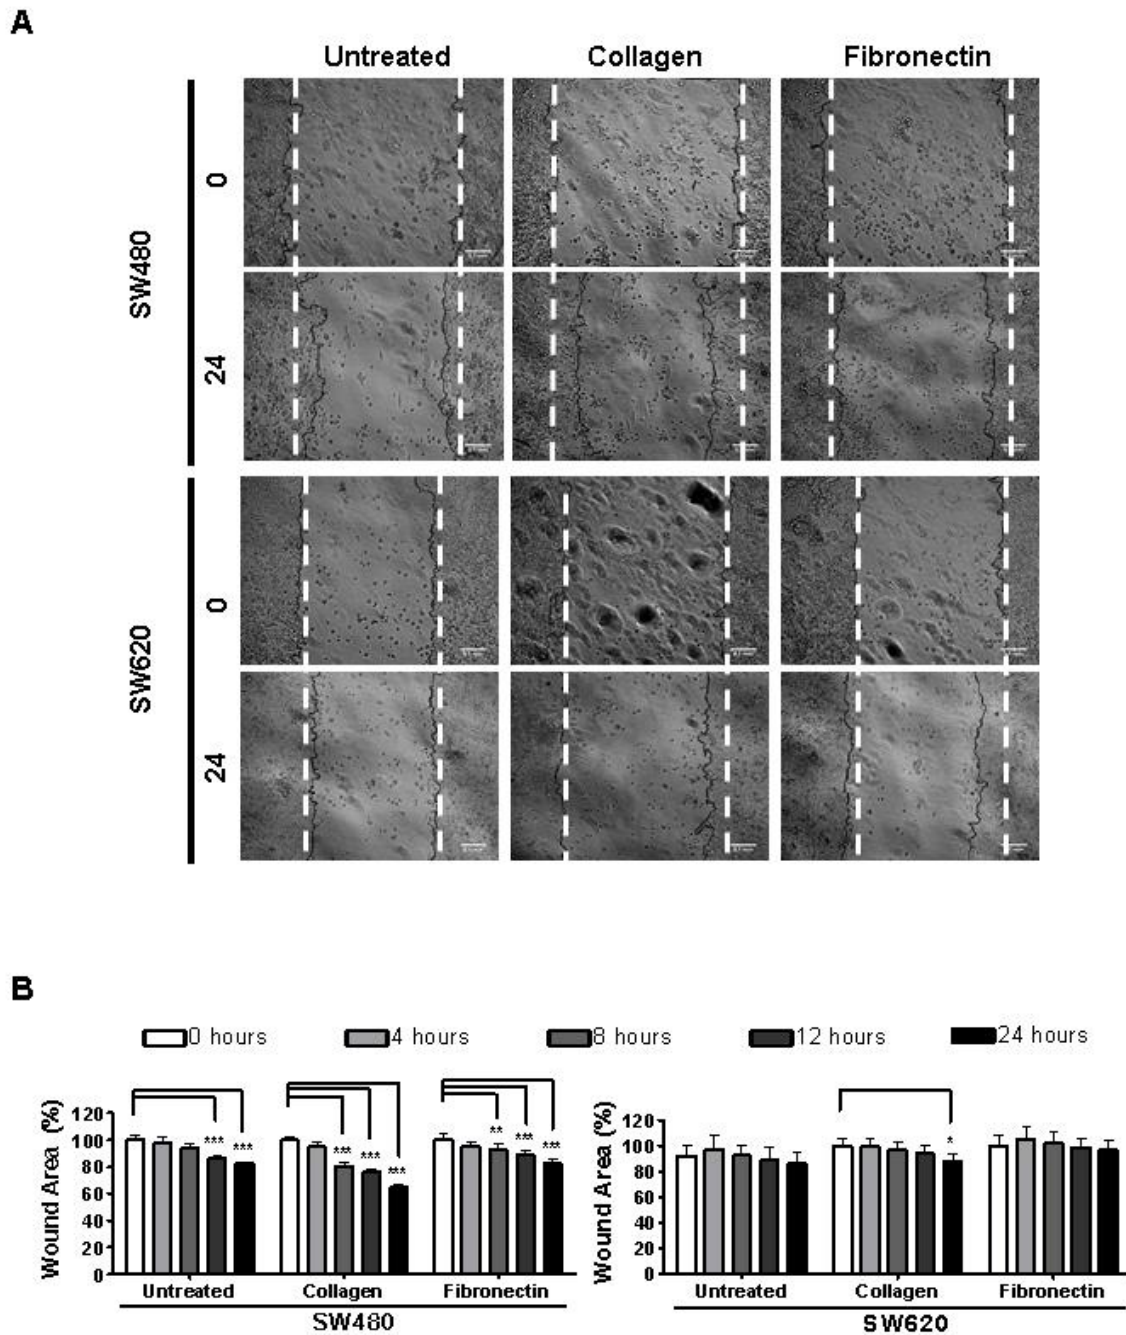 A
Untreated Collagen Fibronectin
SW480
0
24
SW620
0
24
B
0 hours 4 hours 8 hours 12 hours 24 hours
Wound Area (%)
120
100
80
60
40
20
0
*** *** *** *** *** ** *** ***
Untreated Collagen Fibronectin
SW480
Wound Area (%)
120
100
80
60
40
20
0
*
Untreated Collagen Fibronectin
SW620